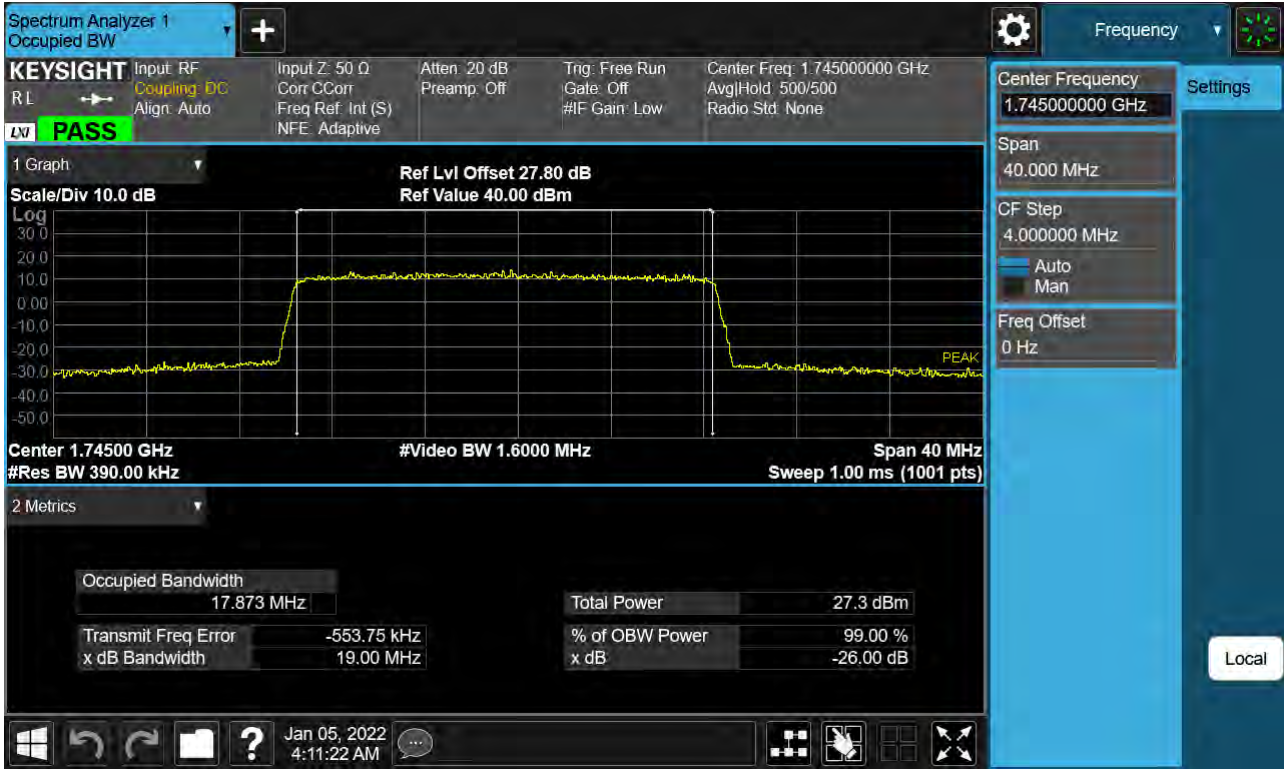 Spectrum Analyzer 1
Occupied BW
Frequency
KEYSIGHT
RL
LXI
PASS
Input: RF
Coupling: DC
Align: Auto
Input Z: 50 Ω
Corr CCorr
Freq Ref: Int (S)
NFE: Adaptive
Atten: 20 dB
Preamp: Off
Trig: Free Run
Gate: Off
#IF Gain: Low
Center Freq: 1.745000000 GHz
Avg|Hold: 500/500
Radio Std: None
Center Frequency
1.745000000 GHz
Settings
Span
40.000 MHz
CF Step
4.000000 MHz
Auto
Man
Freq Offset
0 Hz
Local
1 Graph
Scale/Div 10.0 dB
Ref Lvl Offset 27.80 dB
Ref Value 40.00 dBm
Log
30.0
20.0
10.0
0.00
-10.0
-20.0
-30.0
-40.0
-50.0
PEAK
Center 1.74500 GHz
#Video BW 1.6000 MHz
Span 40 MHz
#Res BW 390.00 kHz
Sweep 1.00 ms (1001 pts)
2 Metrics
Occupied Bandwidth
17.873 MHz
Total Power 27.3 dBm
Transmit Freq Error -553.75 kHz
% of OBW Power 99.00 %
x dB Bandwidth 19.00 MHz
x dB -26.00 dB
?
Jan 05, 2022
4:11:22 AM